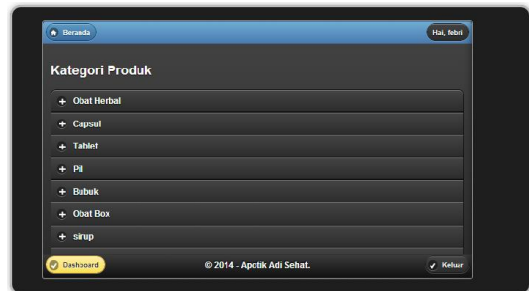 Beranda
Hai, febri
Kategori Produk
Obat Herbal
Capsul
Tablet
Pil
Bubuk
Obat Box
sirup
Dashboard
© 2014 - Apotik Adi Sehat.
Keluar